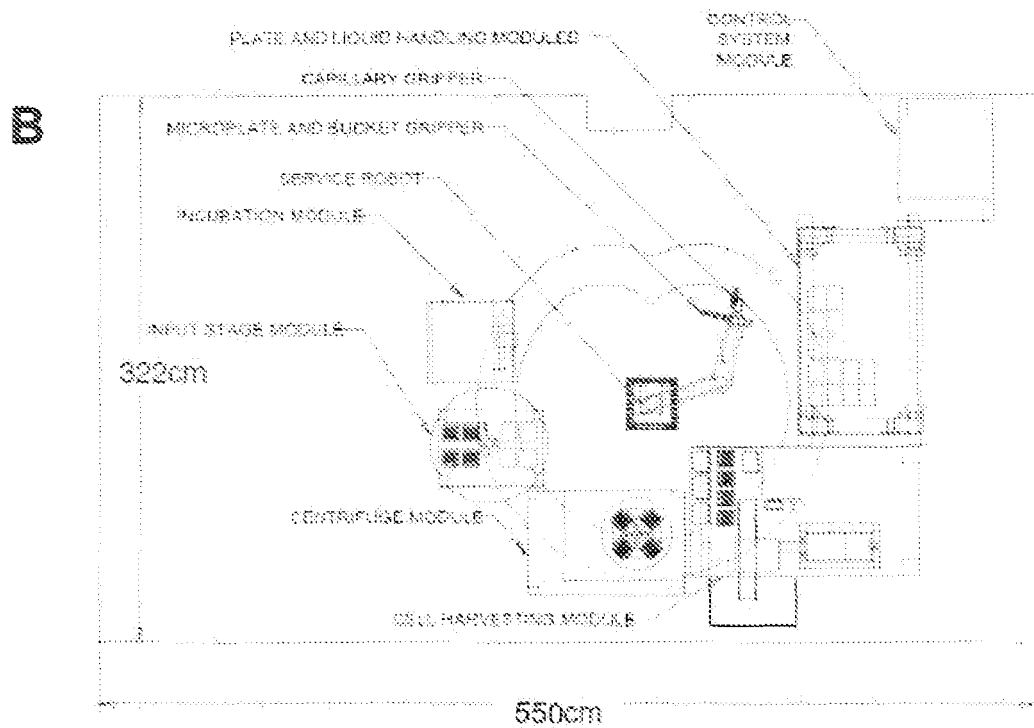 CONTROL
SYSTEM
MODULE
PLATE AND LIQUID HANDLING MODULED
CAPILLARY GRIPPER
B
MICROPLATE AND BUCKET GRIPPER
SERVICE ROBOT
INCUBATION MODULE
INPUT STAGE MODULE
322cm
CENTRIFUGE MODULE
CELL HARVESTING MODULE
550cm